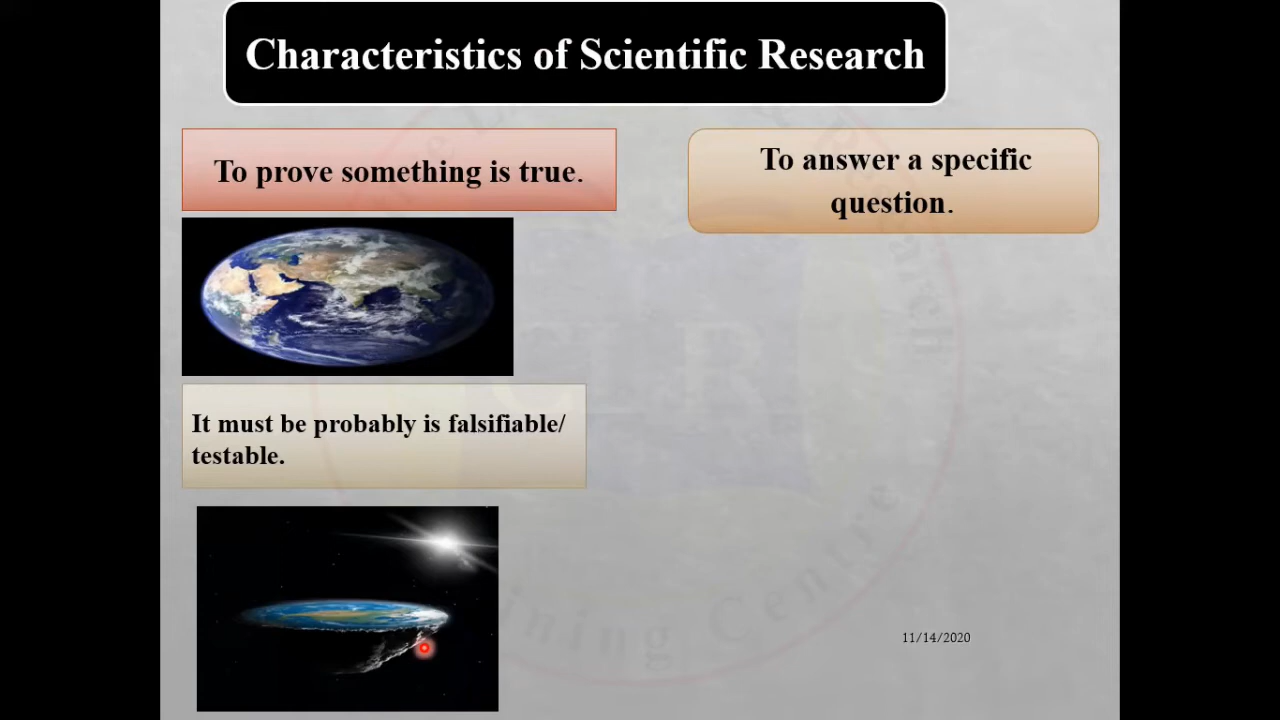 Characteristics of Scientific Research
To prove something is true.
To answer a specific
question.
It must be probably is falsifiable/
testable.
11/14/2020